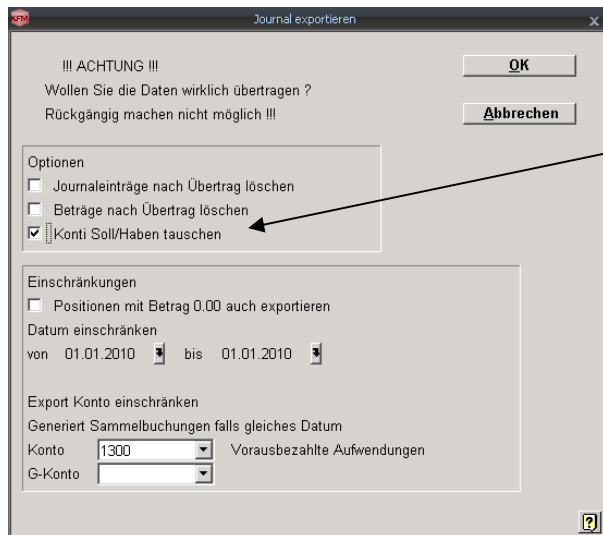 XFM
Journal exportieren
x
!!! ACHTUNG !!!
Wollen Sie die Daten wirklich übertragen ?
Rückgängig machen nicht möglich !!!
OK
Abbrechen
Optionen
Journaleinträge nach Übertrag löschen
Beträge nach Übertrag löschen
Konti Soll/Haben tauschen
Einschränkungen
Positionen mit Betrag 0.00 auch exportieren
Datum einschränken
von 01.01.2010 bis 01.01.2010
Export Konto einschränken
Generiert Sammelbuchungen falls gleiches Datum
Konto 1300 Vorausbezahlte Aufwendungen
G-Konto
?